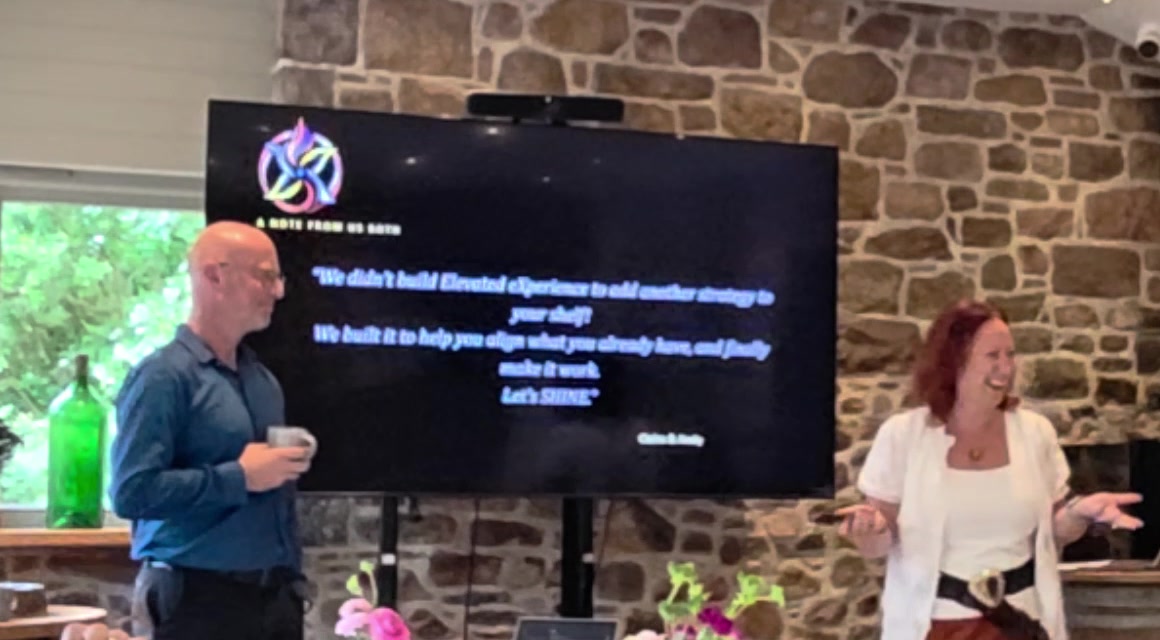 A NOTE FROM US BOTH
"We didn't build Elevated eXperience to add another strategy to
your shelf!
We built it to help you align what you already have, and finally
make it work.
Let's SHINE."